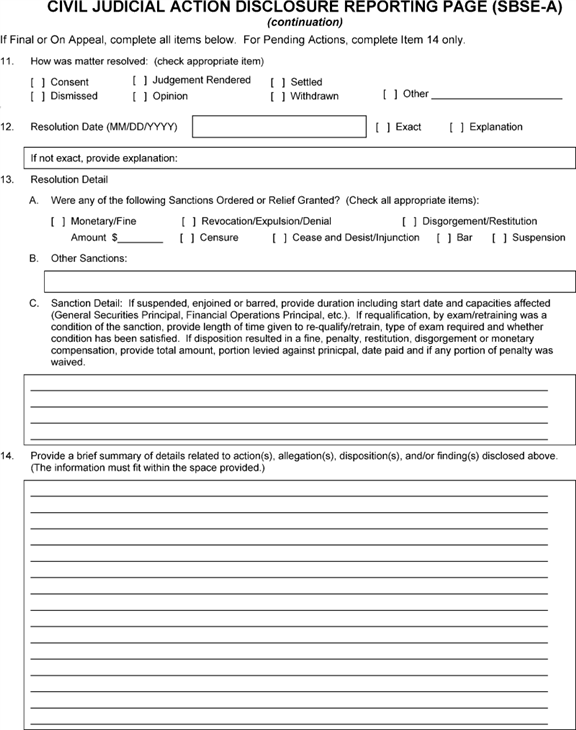 CIVIL JUDICIAL ACTION DISCLOSURE REPORTING PAGE (SBSE-A)
(continuation)
If Final or On Appeal, complete all items below. For Pending Actions, complete Item 14 only.
11. How was matter resolved: (check appropriate item)
[ ] Consent [ ] Judgement Rendered [ ] Settled
[ ] Dismissed [ ] Opinion [ ] Withdrawn [ ] Other
12. Resolution Date (MM/DD/YYYY) [ ] Exact [ ] Explanation
If not exact, provide explanation:
13. Resolution Detail
A. Were any of the following Sanctions Ordered or Relief Granted? (Check all appropriate items):
[ ] Monetary/Fine [ ] Revocation/Expulsion/Denial [ ] Disgorgement/Restitution
Amount $________ [ ] Censure [ ] Cease and Desist/Injunction [ ] Bar [ ] Suspension
B. Other Sanctions:
C. Sanction Detail: If suspended, enjoined or barred, provide duration including start date and capacities affected
(General Securities Principal, Financial Operations Principal, etc.). If requalification, by exam/retraining was a
condition of the sanction, provide length of time given to re-qualify/retrain, type of exam required and whether
condition has been satisfied. If disposition resulted in a fine, penalty, restitution, disgorgement or monetary
compensation, provide total amount, portion levied against prinicpal, date paid and if any portion of penalty was
waived.
14. Provide a brief summary of details related to action(s), allegation(s), disposition(s), and/or finding(s) disclosed above.
(The information must fit within the space provided.)